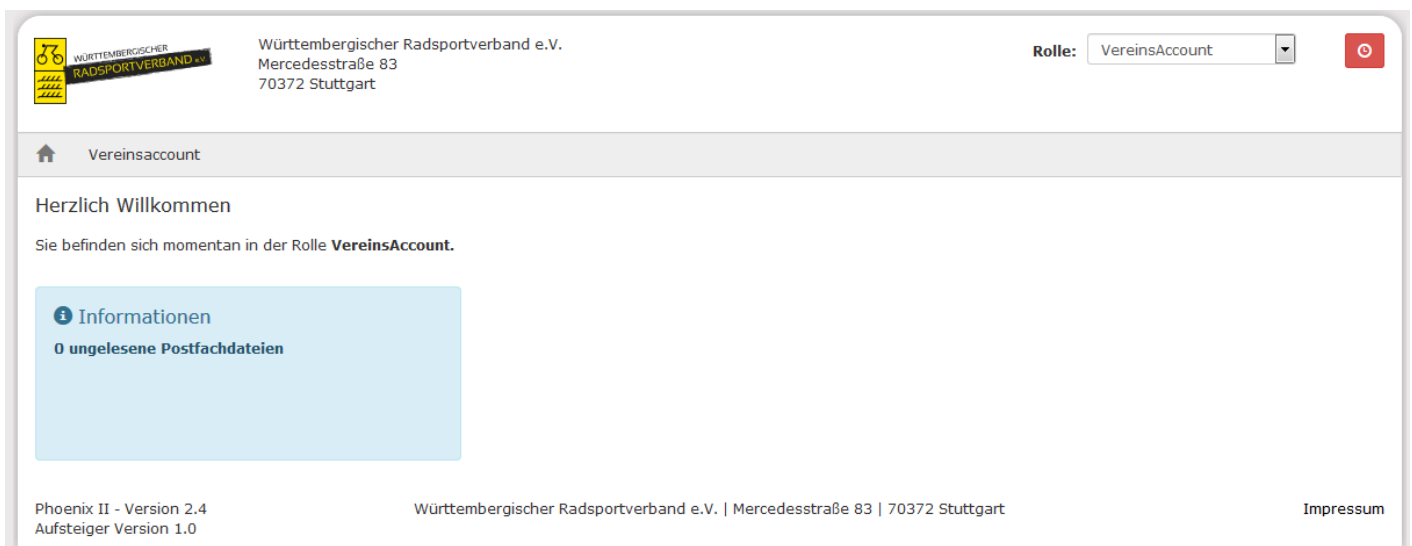 WÜRTTEMBERGISCHER
RADSPORTVERBAND e.V.
Württembergischer Radsportverband e.V.
Mercedesstraße 83
70372 Stuttgart
Rolle: VereinsAccount
Vereinsaccount
Herzlich Willkommen
Sie befinden sich momentan in der Rolle VereinsAccount.
Informationen
0 ungelesene Postfachdateien
Phoenix II - Version 2.4
Aufsteiger Version 1.0
Württembergischer Radsportverband e.V. | Mercedesstraße 83 | 70372 Stuttgart
Impressum